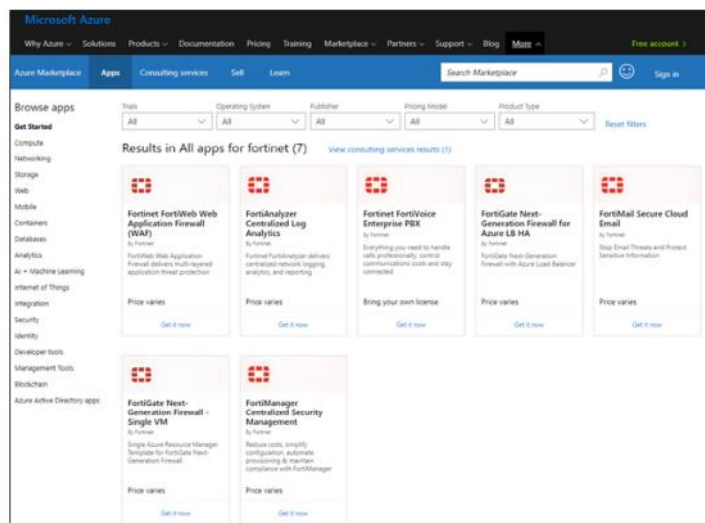 Microsoft Azure
Why Azure Solutions Products Documentation Pricing Training Marketplace Partners Support Blog More Free account >
Azure Marketplace Apps Consulting services Sell Learn Search Marketplace Sign in
Browse apps
Get Started
Compute
Networking
Storage
Web
Mobile
Containers
Databases
Analytics
AI + Machine Learning
Internet of Things
Integration
Security
Identity
Developer tools
Management Tools
Blockchain
Azure Active Directory apps
Trials Operating System Publisher Pricing Model Product Type
All All All All All Reset filters
Results in All apps for fortinet (7) View consulting services results (1)
Fortinet FortiWeb Web
Application Firewall
(WAF)
By Fortinet
FortiWeb Web Application
Firewall delivers multi-layered
application threat protection
Price varies
Get it now
FortiAnalyzer
Centralized Log
Analytics
By Fortinet
Fortinet FortiAnalyzer delivers
centralized network logging,
analytics, and reporting
Price varies
Get it now
Fortinet FortiVoice
Enterprise PBX
By Fortinet
Everything you need to handle
calls professionally, control
communications costs and stay
connected
Bring your own license
Get it now
FortiGate Next-
Generation Firewall for
Azure LB HA
By Fortinet
FortiGate Next-Generation
Firewall with Azure Load Balancer
Price varies
Get it now
FortiMail Secure Cloud
Email
By Fortinet
Stop Email Threats and Protect
Sensitive Information
Price varies
Get it now
FortiGate Next-
Generation Firewall -
Single VM
By Fortinet
Single Azure Resource Manager
Template for FortiGate Next-
Generation Firewall
Price varies
Get it now
FortiManager
Centralized Security
Management
By Fortinet
Reduce costs, simplify
configuration, automate
provisioning & maintain
compliance with FortiManager
Price varies
Get it now